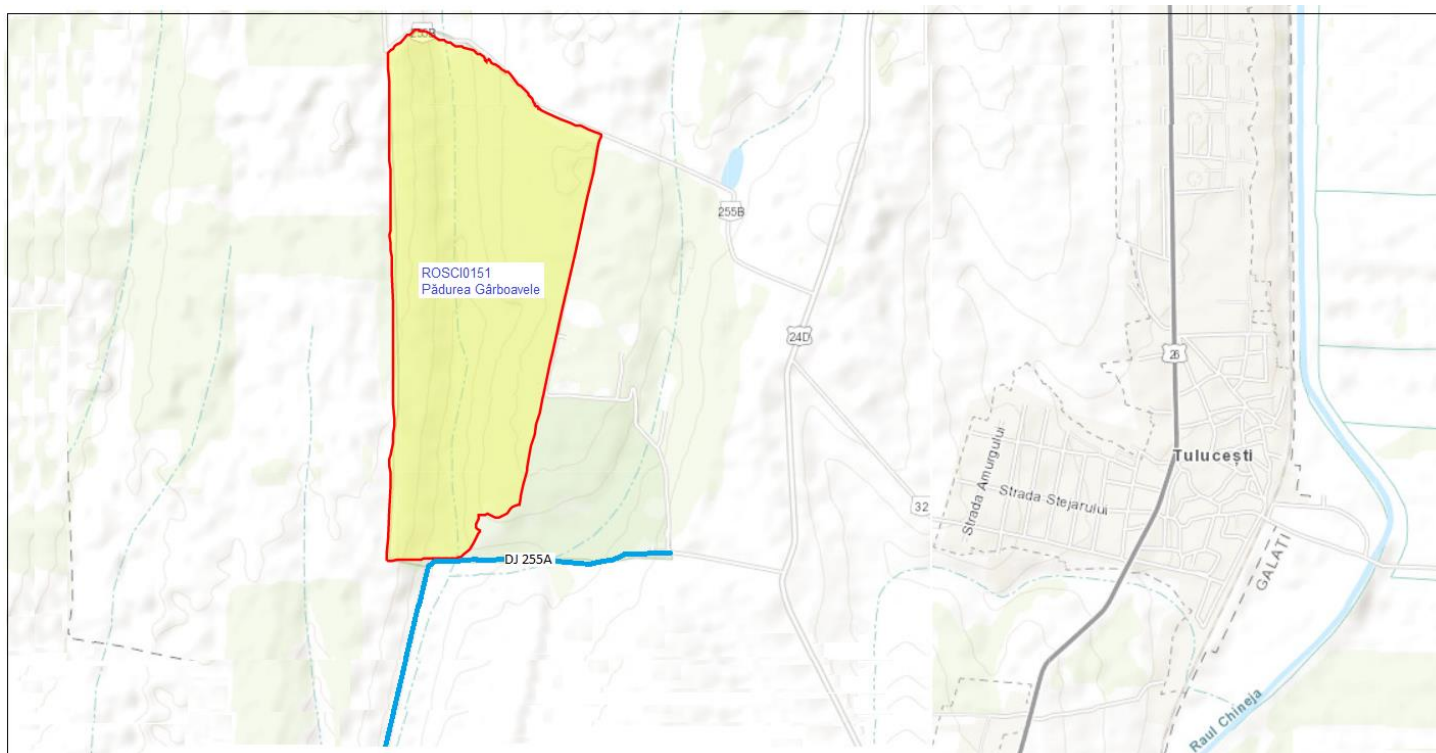 255B
ROSCI0151
Pădurea Gârboavele
24D
26
Tulucești
Strada Amurgului
Strada Stejarului
32
DJ 255A
GALATI
Raul Chineja